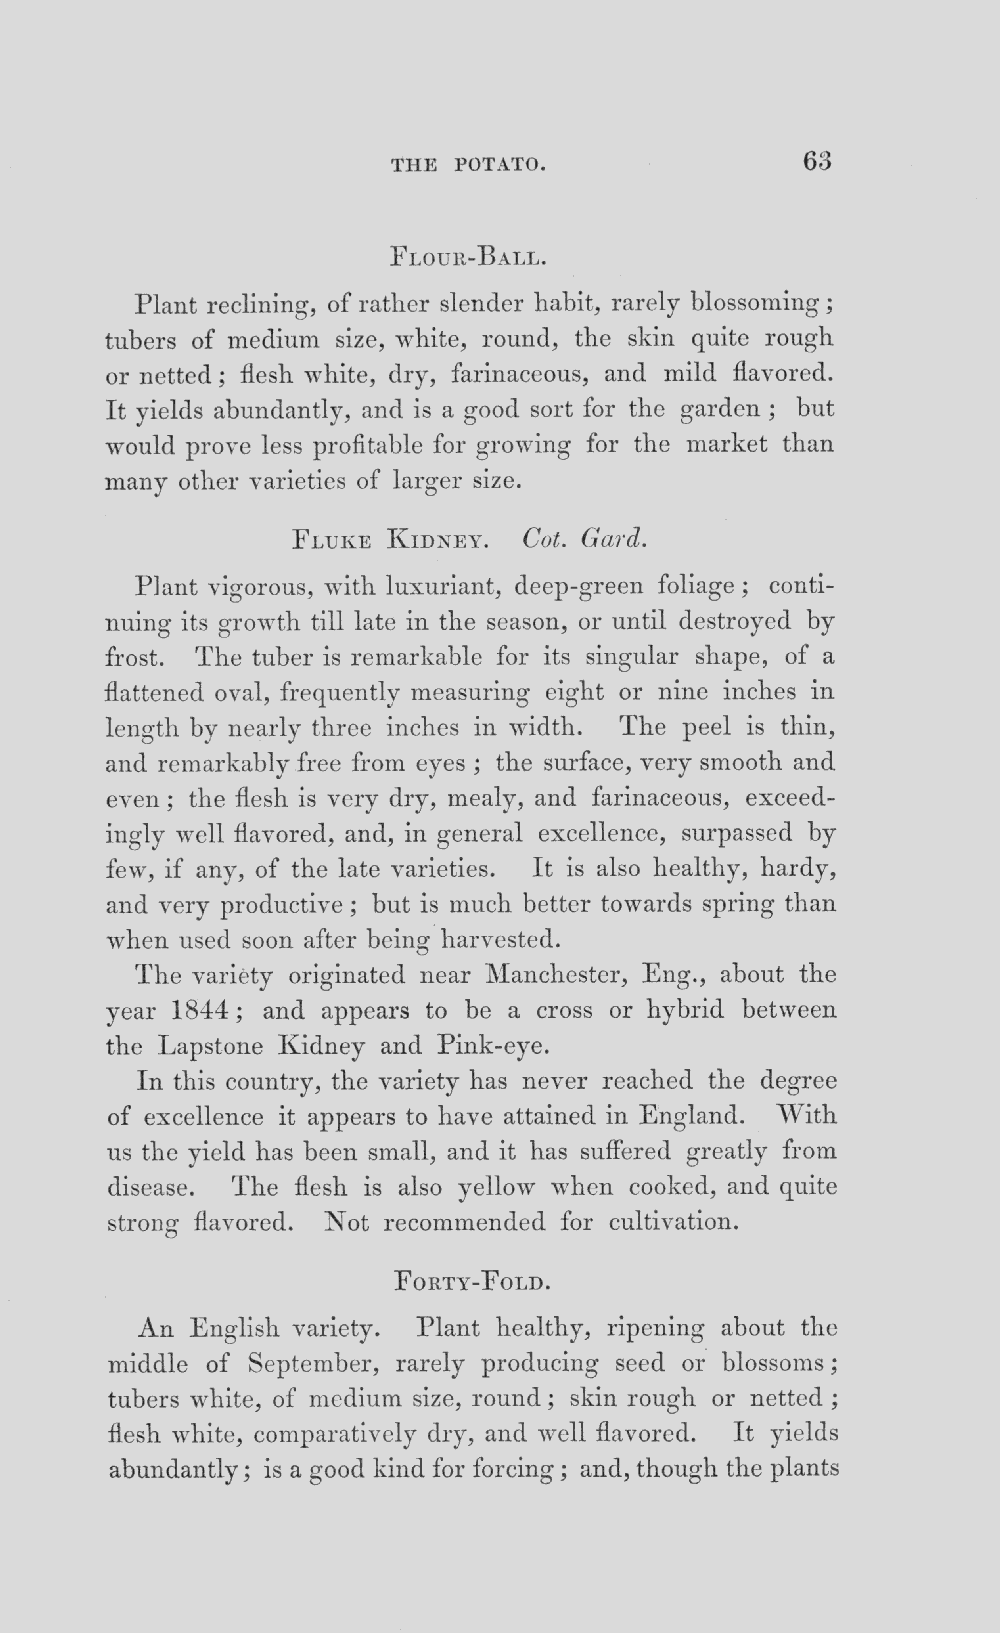 THE POTATO. 63
FLOUR-BALL.
Plant reclining, of rather slender habit, rarely blossoming;
tubers of medium size, white, round, the skin quite rough
or netted; flesh white, dry, farinaceous, and mild flavored.
It yields abundantly, and is a good sort for the garden; but
would prove less profitable for growing for the market than
many other varieties of larger size.
FLUKE KIDNEY. Cot. Gard.
Plant vigorous, with luxuriant, deep-green foliage; conti-
nuing its growth till late in the season, or until destroyed by
frost. The tuber is remarkable for its singular shape, of a
flattened oval, frequently measuring eight or nine inches in
length by nearly three inches in width. The peel is thin,
and remarkably free from eyes; the surface, very smooth and
even; the flesh is very dry, mealy, and farinaceous, exceed-
ingly well flavored, and, in general excellence, surpassed by
few, if any, of the late varieties. It is also healthy, hardy,
and very productive; but is much better towards spring than
when used soon after being harvested.
The variety originated near Manchester, Eng., about the
year 1844; and appears to be a cross or hybrid between
the Lapstone Kidney and Pink-eye.
In this country, the variety has never reached the degree
of excellence it appears to have attained in England. With
us the yield has been small, and it has suffered greatly from
disease. The flesh is also yellow when cooked, and quite
strong flavored. Not recommended for cultivation.
FORTY-FOLD.
An English variety. Plant healthy, ripening about the
middle of September, rarely producing seed or blossoms;
tubers white, of medium size, round; skin rough or netted;
flesh white, comparatively dry, and well flavored. It yields
abundantly; is a good kind for forcing; and, though the plants